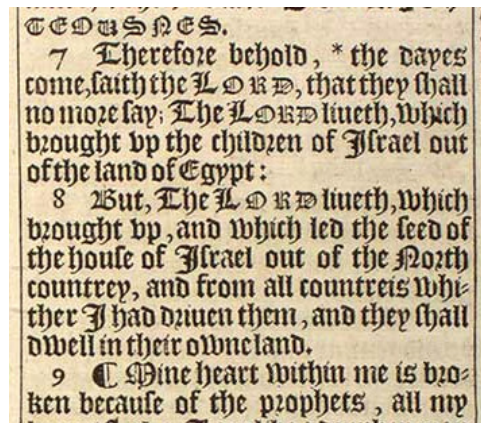 TEOUSNES.
7 Therefore behold, * the dayes
come, saith the LORD, that they shall
no more say; The LORD liueth, which
brought vp the children of Israel out
of the land of Egypt:
8 But, The LORD liueth, which
brought vp, and which led the seed of
the house of Israel out of the North
countrey, and from all countreis whi-
ther I had driuen them, and they shall
dwell in their owne land.
9 ¶ Mine heart within me is bro-
ken because of the prophets, all my